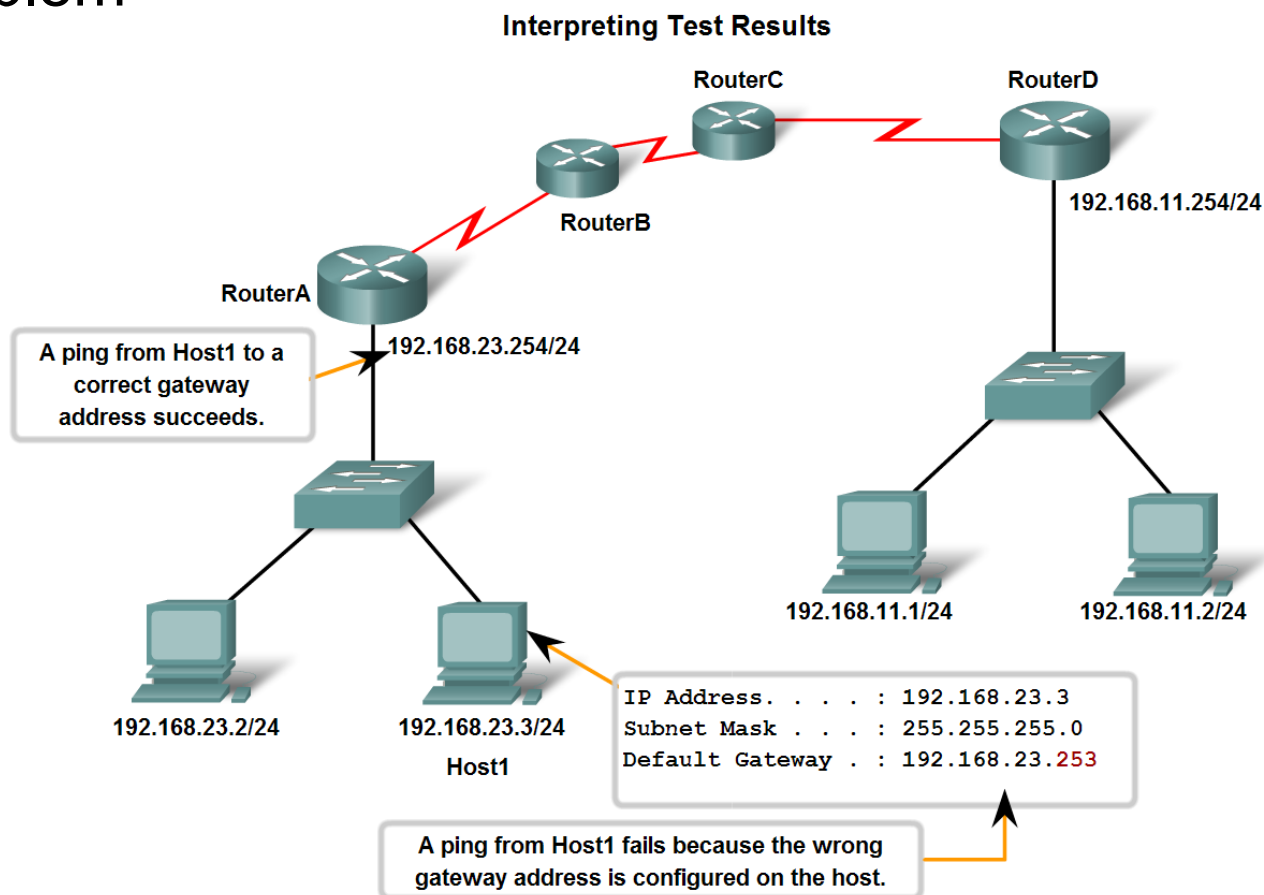 Interpreting Test Results
RouterC
RouterD
RouterB
192.168.11.254/24
RouterA
192.168.23.254/24
A ping from Host1 to a
correct gateway
address succeeds.
192.168.11.1/24
192.168.11.2/24
192.168.23.2/24
192.168.23.3/24
Host1
IP Address. . . . : 192.168.23.3
Subnet Mask . . . : 255.255.255.0
Default Gateway . : 192.168.23.253
A ping from Host1 fails because the wrong
gateway address is configured on the host.